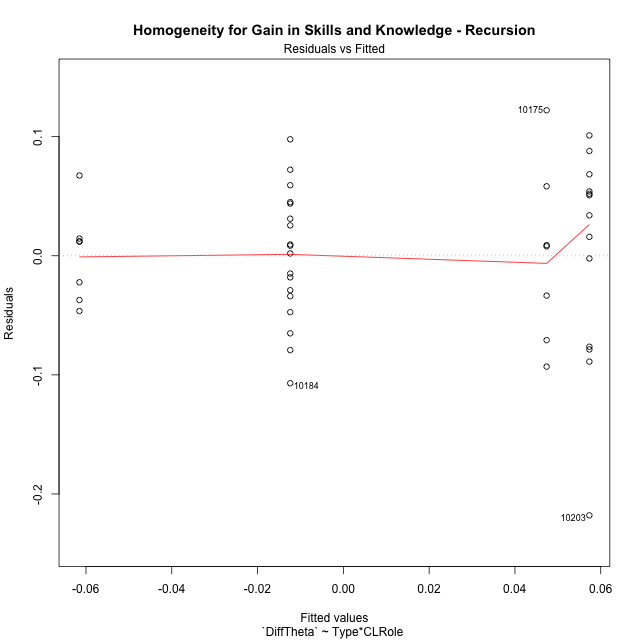 Homogeneity for Gain in Skills and Knowledge - Recursion
Residuals vs Fitted
10175
0.1
0.0
Residuals
-0.1
10184
-0.2
10203
-0.06 -0.04 -0.02 0.00 0.02 0.04 0.06
Fitted values
`DiffTheta` ~ Type*CLRole